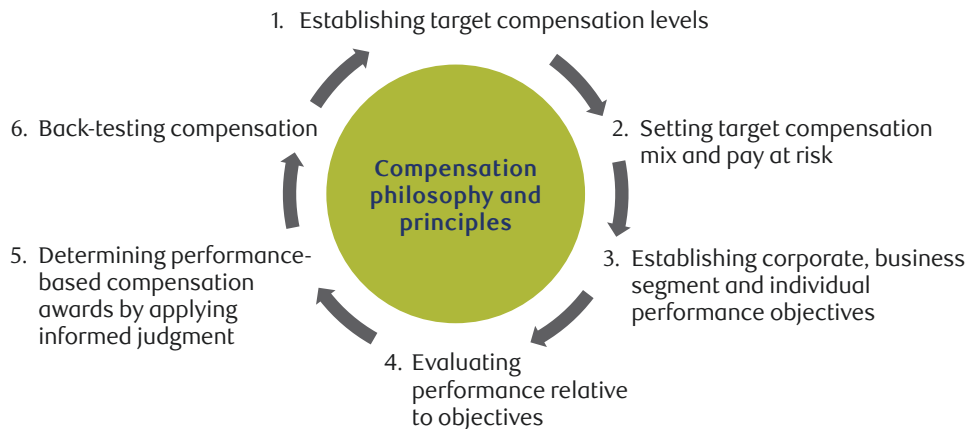 1. Establishing target compensation levels
2. Setting target compensation
mix and pay at risk
3. Establishing corporate, business
segment and individual
performance objectives
4. Evaluating
performance relative
to objectives
5. Determining performance-
based compensation
awards by applying
informed judgment
6. Back-testing compensation
Compensation
philosophy and
principles